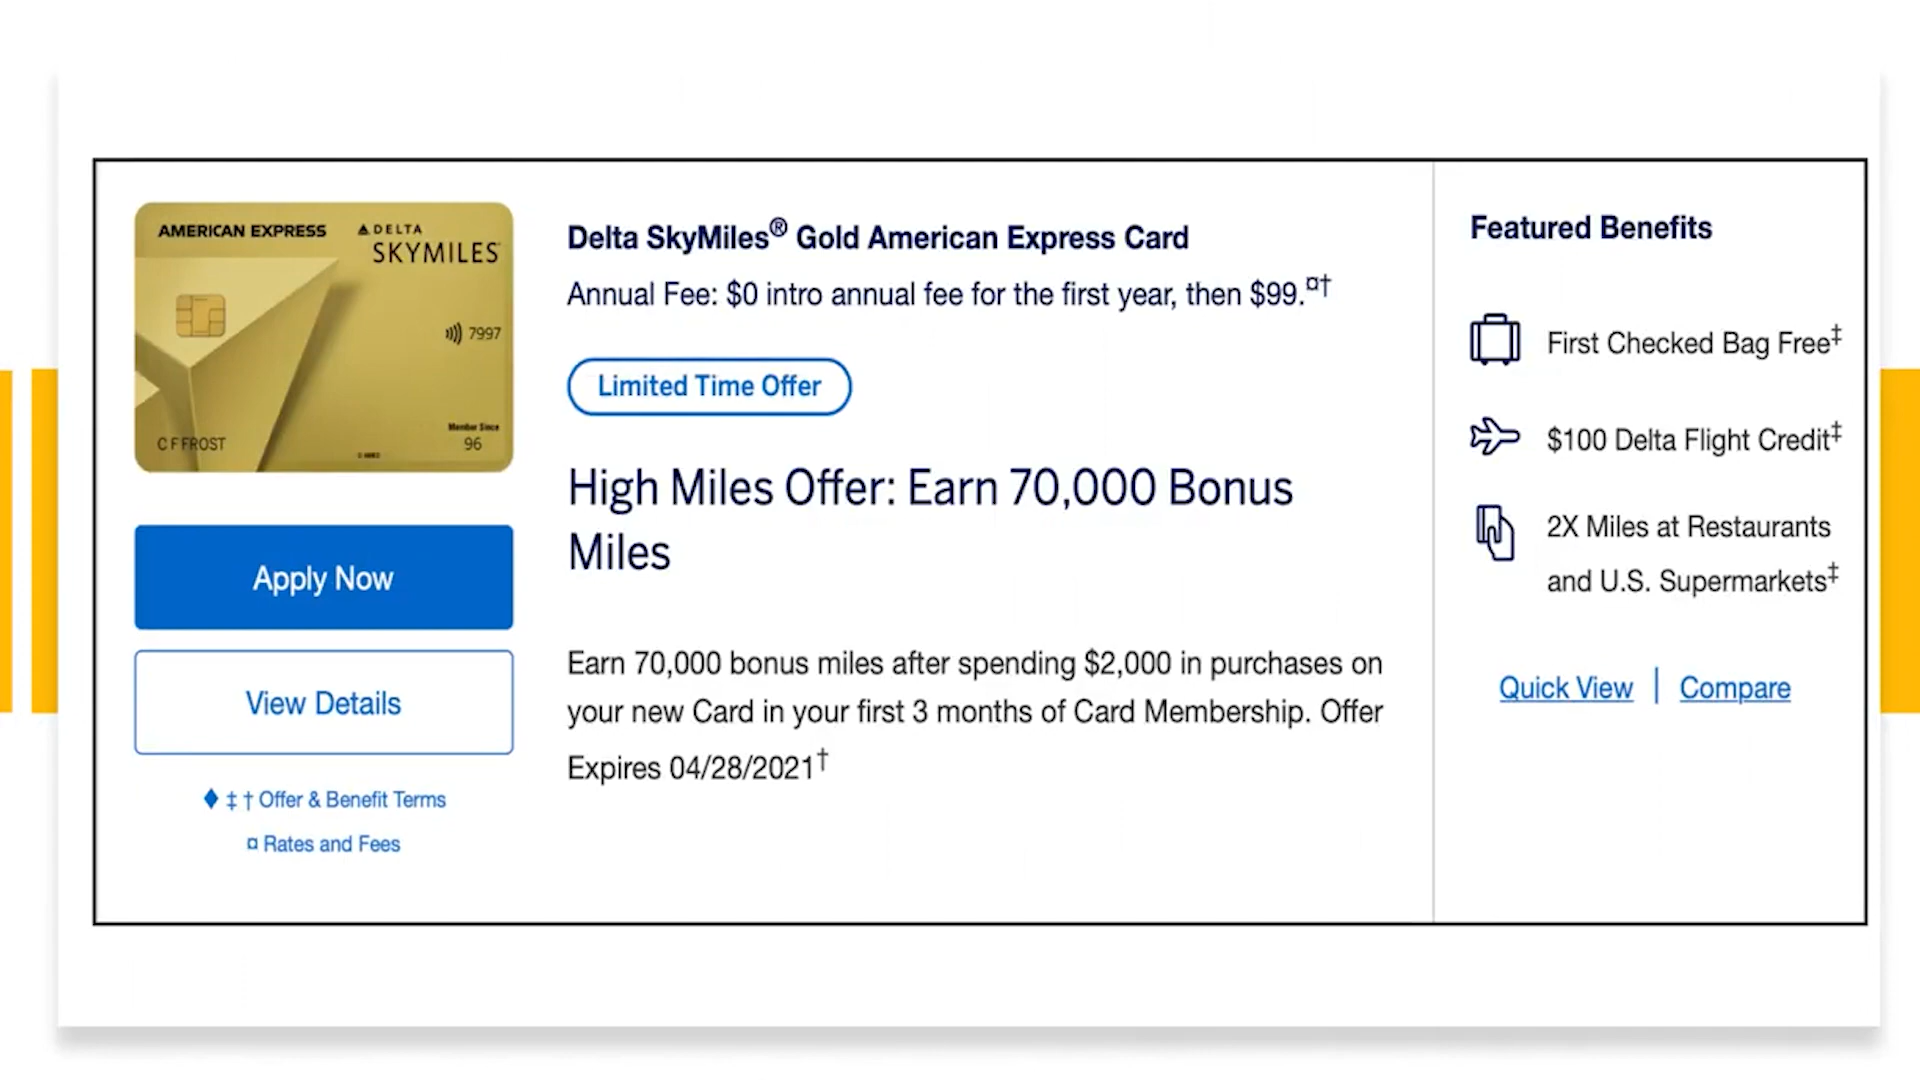 AMERICAN EXPRESS
DELTA
SKYMILES
7997
Member Since
96
C F FROST
Apply Now
View Details
♦ ‡ † Offer & Benefit Terms
¤ Rates and Fees
Delta SkyMiles® Gold American Express Card
Annual Fee: $0 intro annual fee for the first year, then $99.¤†
Limited Time Offer
High Miles Offer: Earn 70,000 Bonus
Miles
Earn 70,000 bonus miles after spending $2,000 in purchases on
your new Card in your first 3 months of Card Membership. Offer
Expires 04/28/2021†
Featured Benefits
First Checked Bag Free‡
$100 Delta Flight Credit‡
2X Miles at Restaurants
and U.S. Supermarkets‡
Quick View | Compare